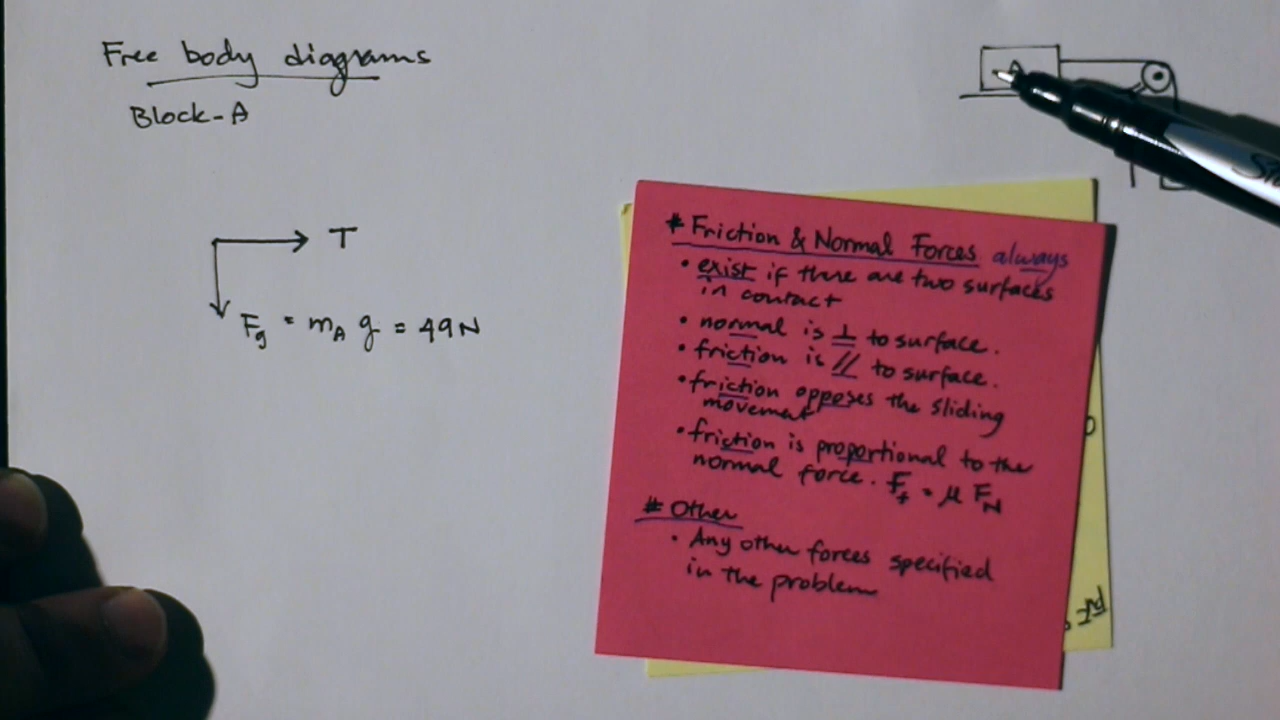 Free body diagrams
Block-A
T
Fg = mA g = 49N
* Friction & Normal Forces always
• exist if there are two surfaces
in contact
• normal is ⊥ to surface.
• friction is // to surface.
• friction opposes the sliding
movement
• friction is proportional to the
normal force. Ff = μ FN
# Other
• Any other forces specified
in the problem
2nd